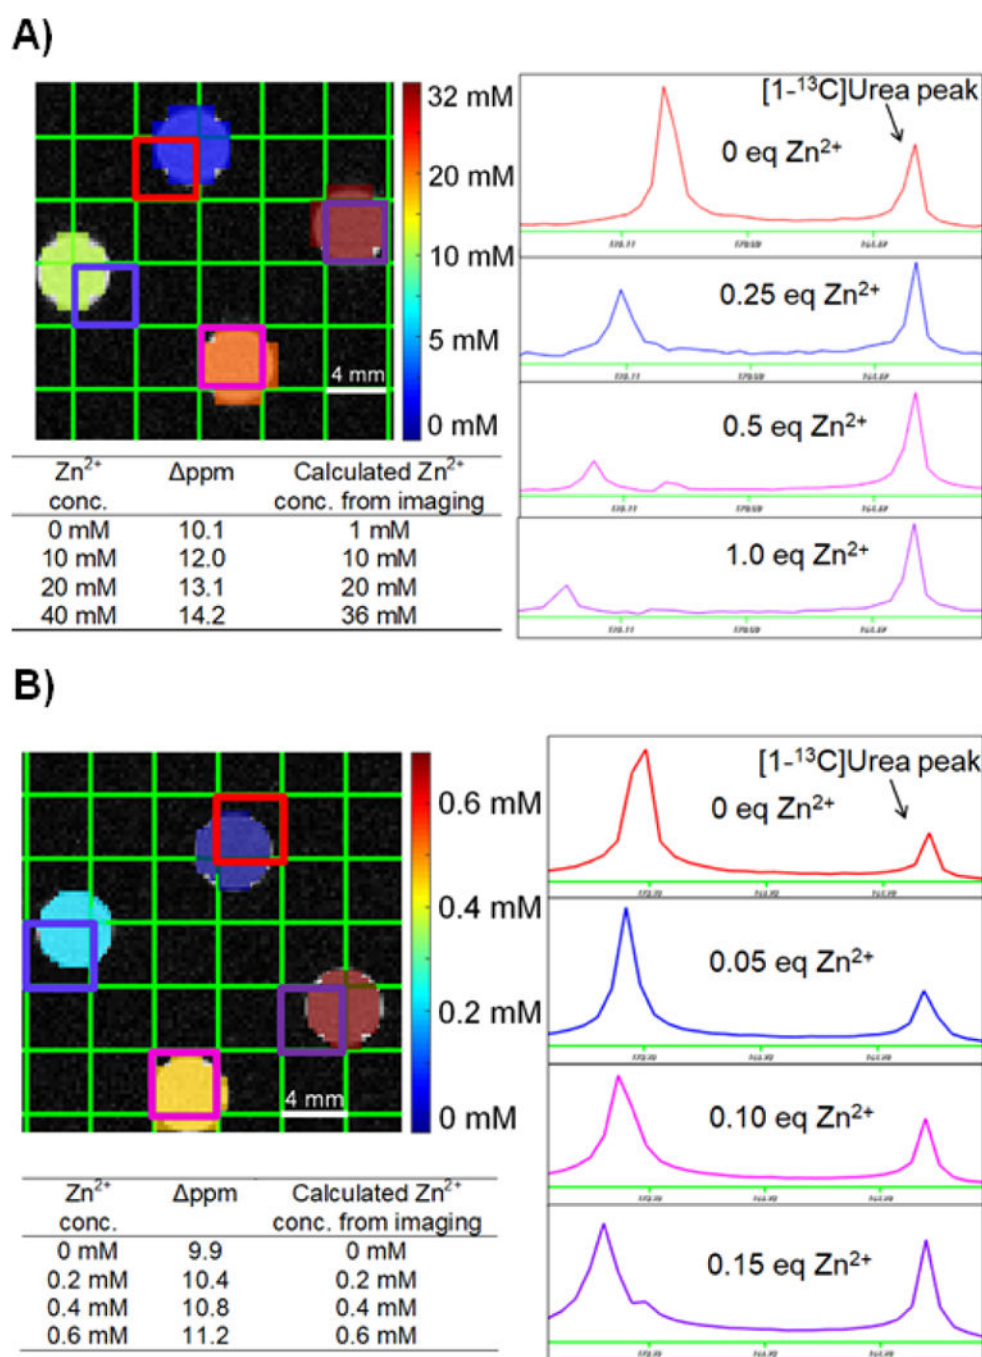 A)
32 mM
20 mM
10 mM
5 mM
0 mM
4 mm
[1-¹³C]Urea peak
0 eq Zn²⁺
0.25 eq Zn²⁺
0.5 eq Zn²⁺
1.0 eq Zn²⁺
Zn²⁺ Δppm Calculated Zn²⁺
conc. conc. from imaging
0 mM 10.1 1 mM
10 mM 12.0 10 mM
20 mM 13.1 20 mM
40 mM 14.2 36 mM
B)
0.6 mM
0.4 mM
0.2 mM
0 mM
4 mm
[1-¹³C]Urea peak
0 eq Zn²⁺
0.05 eq Zn²⁺
0.10 eq Zn²⁺
0.15 eq Zn²⁺
Zn²⁺ Δppm Calculated Zn²⁺
conc. conc. from imaging
0 mM 9.9 0 mM
0.2 mM 10.4 0.2 mM
0.4 mM 10.8 0.4 mM
0.6 mM 11.2 0.6 mM